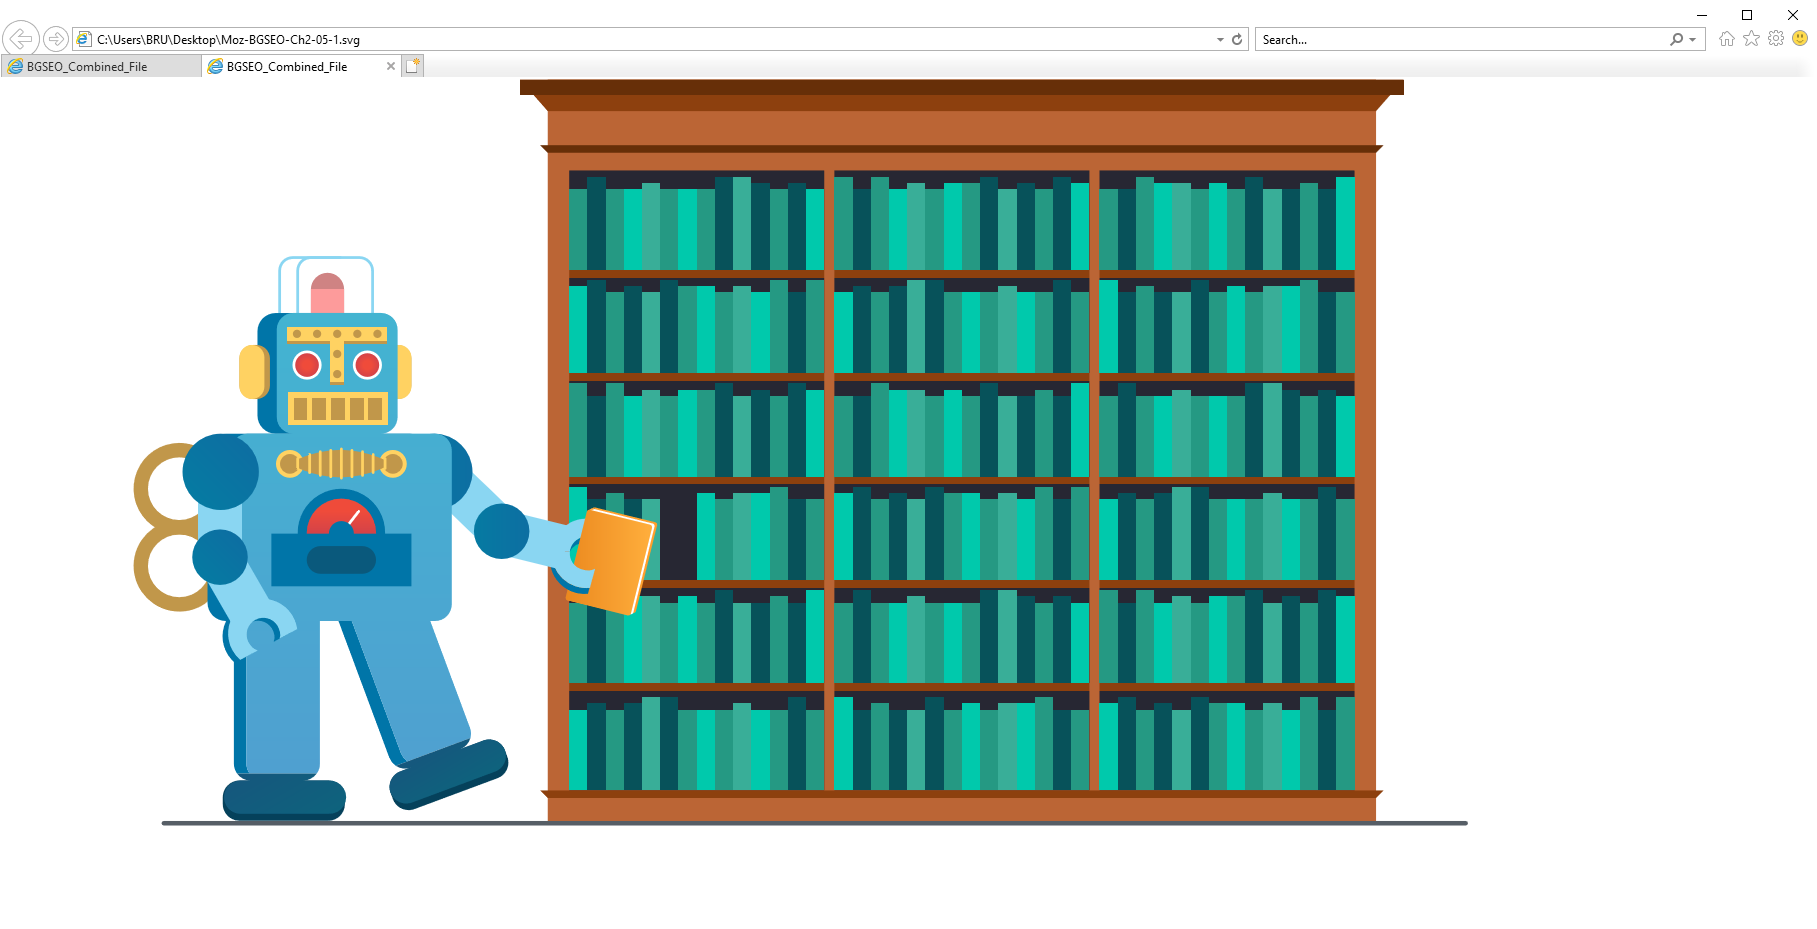 C:\Users\BRU\Desktop\Moz-BGSEO-Ch2-05-1.svg
Search...
BGSEO_Combined_File
BGSEO_Combined_File